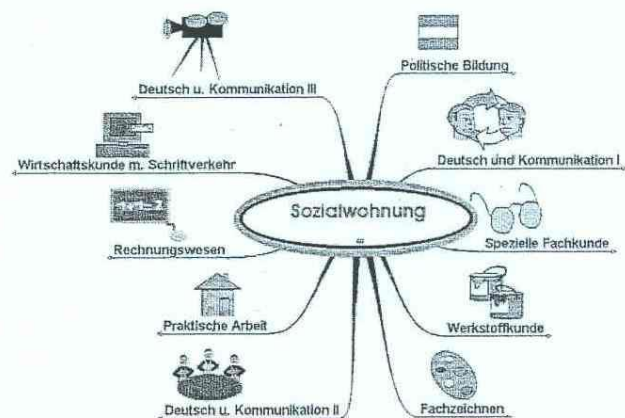 Politische Bildung
Deutsch u. Kommunikation III
Deutsch und Kommunikation I
Wirtschaftskunde m. Schriftverkehr
Sozialwohnung
Spezielle Fachkunde
Rechnungswesen
Praktische Arbeit
Werkstoffkunde
Deutsch u. Kommunikation II
Fachzeichnen